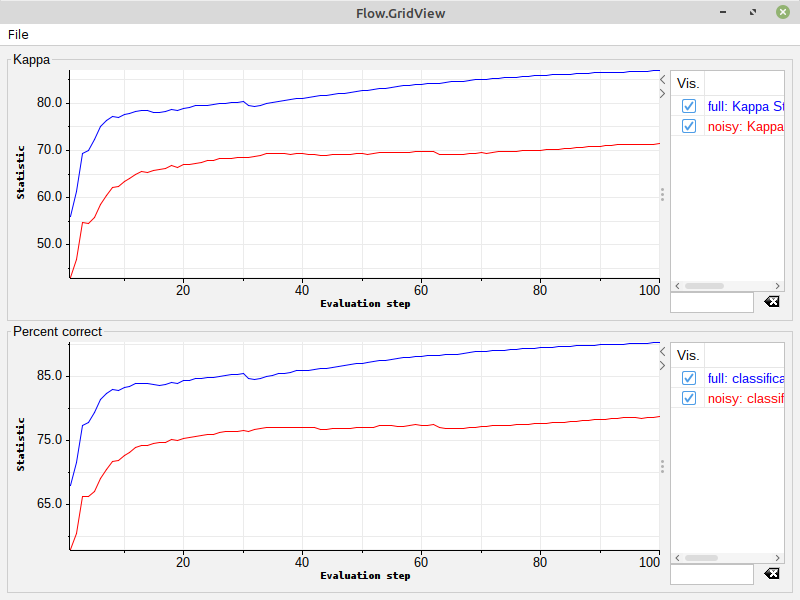 Flow.GridView
File
Kappa
80.0
70.0
60.0
50.0
Statistic
20
40
60
80
100
Evaluation step
Vis.
full: Kappa St
noisy: Kappa
Percent correct
85.0
75.0
65.0
Statistic
20
40
60
80
100
Evaluation step
Vis.
full: classifica
noisy: classif